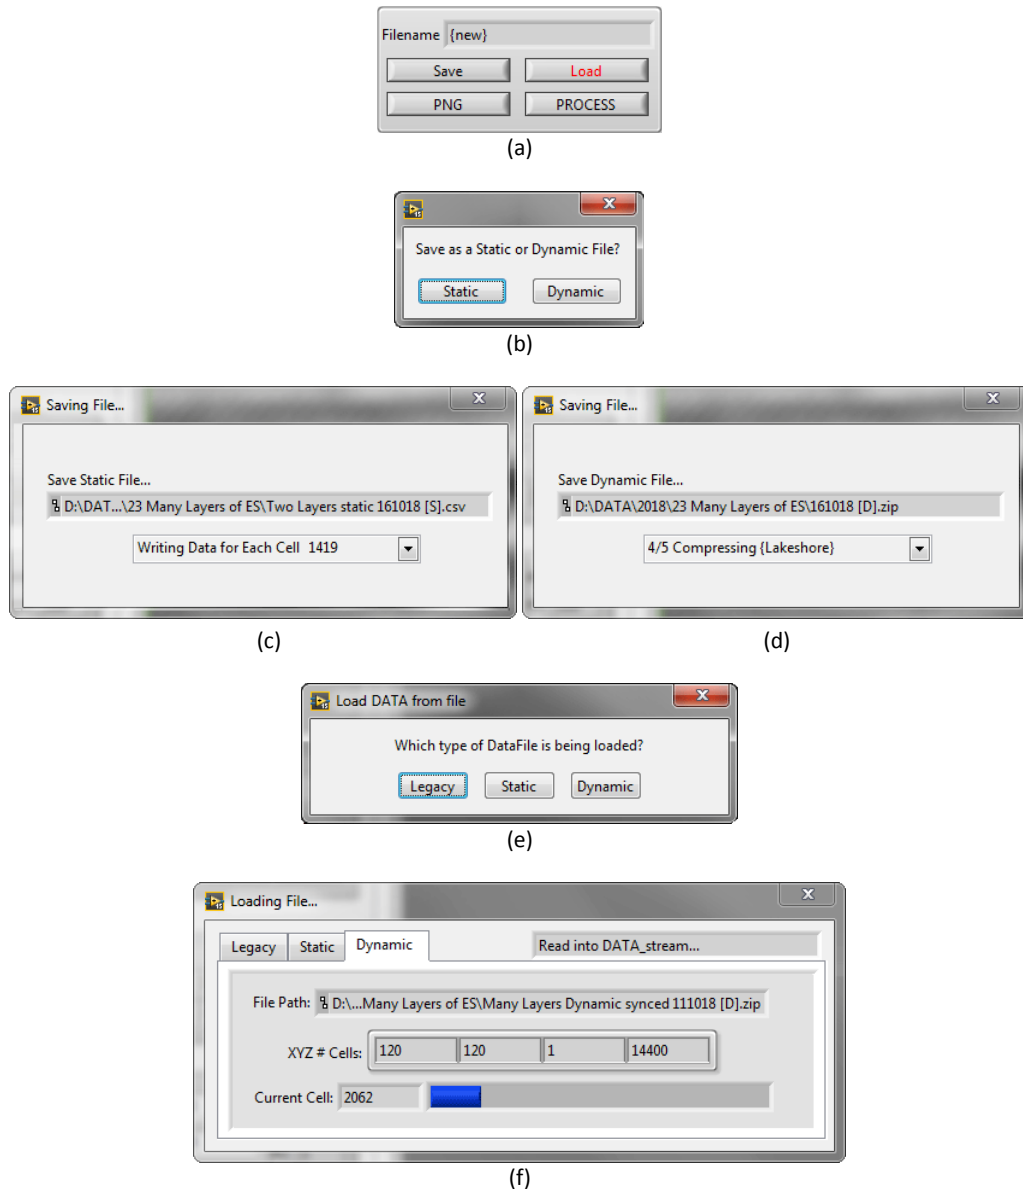 Filename {new}
Save Load
PNG PROCESS
(a)
Save as a Static or Dynamic File?
Static Dynamic
(b)
Saving File...
Save Static File...
D:\DAT...\23 Many Layers of ES\Two Layers static 161018 [S].csv
Writing Data for Each Cell 1419
(c)
Saving File...
Save Dynamic File...
D:\DATA\2018\23 Many Layers of ES\161018 [D].zip
4/5 Compressing {Lakeshore}
(d)
Load DATA from file
Which type of DataFile is being loaded?
Legacy Static Dynamic
(e)
Loading File...
Legacy Static Dynamic Read into DATA_stream...
File Path: D:\...Many Layers of ES\Many Layers Dynamic synced 111018 [D].zip
XYZ # Cells: 120 120 1 14400
Current Cell: 2062
(f)